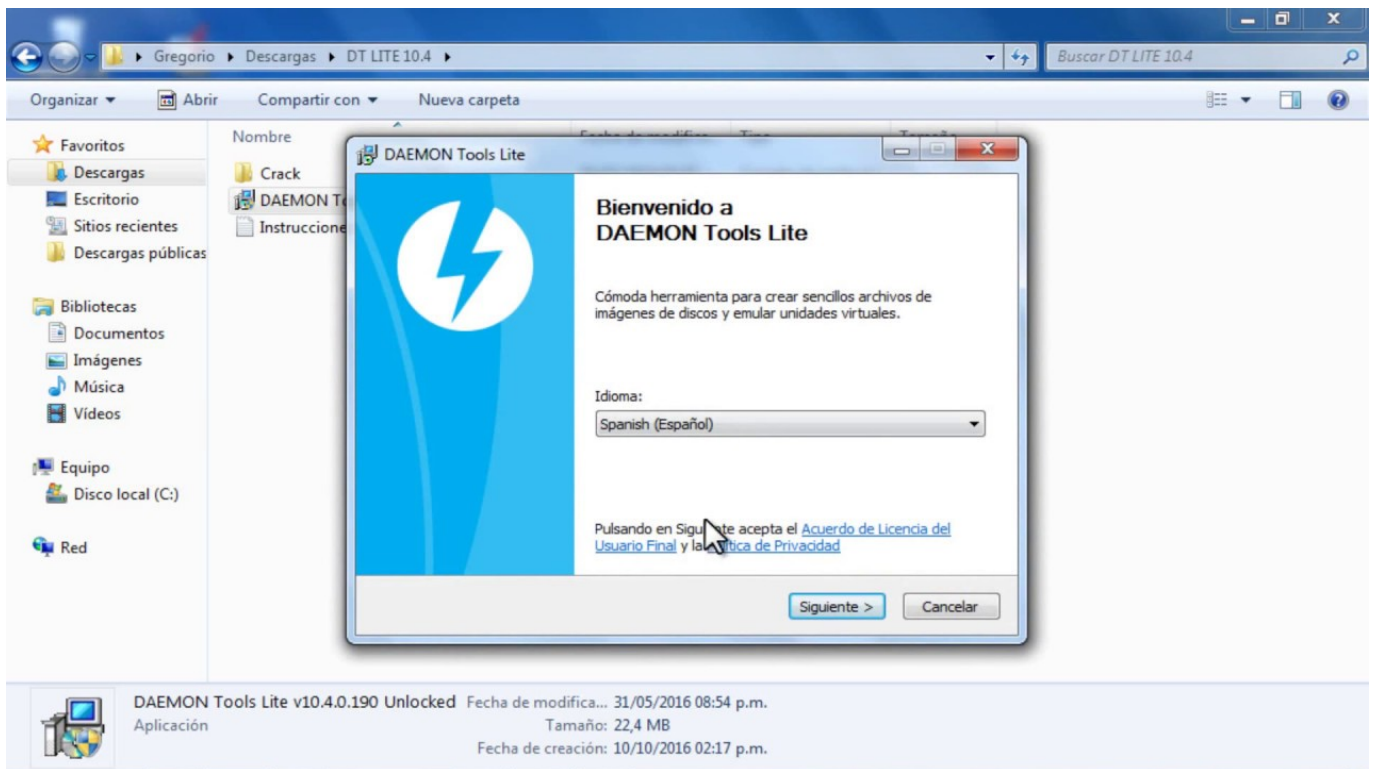 Gregorio Descargas DT LITE 10.4
Buscar DT LITE 10.4
Organizar Abrir Compartir con Nueva carpeta
Favoritos
Descargas
Escritorio
Sitios recientes
Descargas públicas
Bibliotecas
Documentos
Imágenes
Música
Vídeos
Equipo
Disco local (C:)
Red
Nombre
Crack
DAEMON
Instruccione
DAEMON Tools Lite
Bienvenido a
DAEMON Tools Lite
Cómoda herramienta para crear sencillos archivos de
imágenes de discos y emular unidades virtuales.
Idioma:
Spanish (Español)
Pulsando en acepta el Acuerdo de Licencia del
Usuario Final y la de Privacidad
Siguiente > Cancelar
DAEMON Tools Lite v10.4.0.190 Unlocked Fecha de modifica... 31/05/2016 08:54 p.m.
Aplicación Tamaño: 22,4 MB
Fecha de creación: 10/10/2016 02:17 p.m.